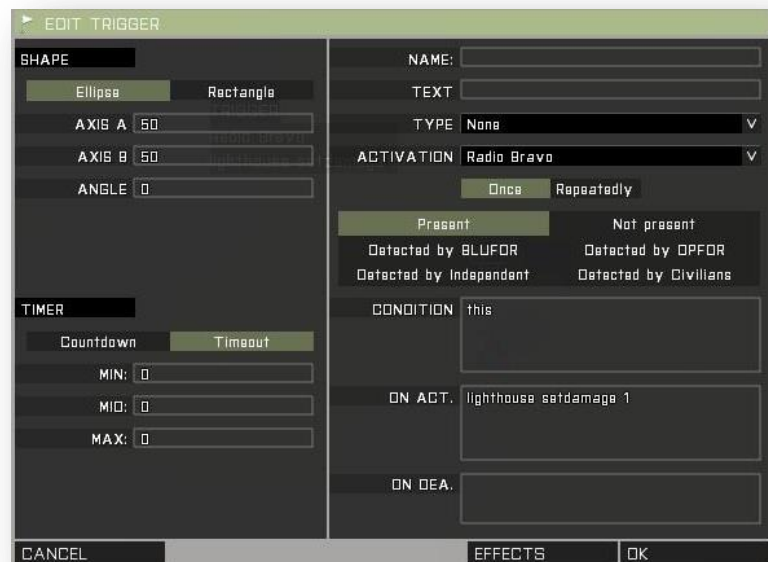 EDIT TRIGGER
SHAPE
Ellipse Rectangle
AXIS A 50
AXIS B 50
ANGLE 0
TIMER
Countdown Timeout
MIN: 0
MID: 0
MAX: 0
NAME:
TEXT
TYPE None
ACTIVATION Radio Bravo
Once Repeatedly
Present Not present
Detected by BLUFOR Detected by OPFOR
Detected by Independent Detected by Civilians
CONDITION this
ON ACT. lighthouse setdamage 1
ON DEA.
CANCEL EFFECTS OK